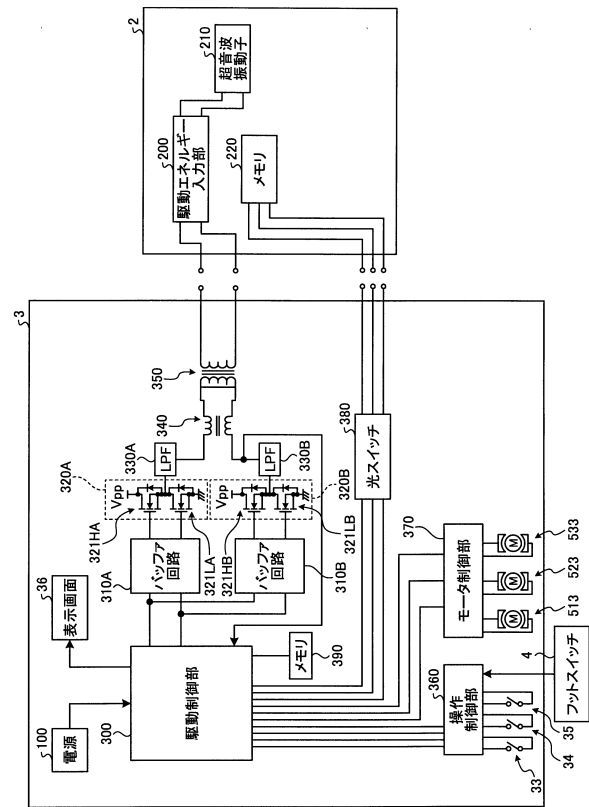 3
100
電源
36
表示画面
300
駆動制御部
390
メモリ
310A
バッファ
回路
310B
バッファ
回路
320A
320B
Vpp
Vpp
321HA
321LA
321HB
321LB
330A
LPF
330B
LPF
340
350
380
光スイッチ
370
モータ制御部
M
M
M
513
523
533
360
操作
制御部
33
34
35
4
フットスイッチ
2
200
駆動エネルギー
入力部
210
超音波
振動子
220
メモリ